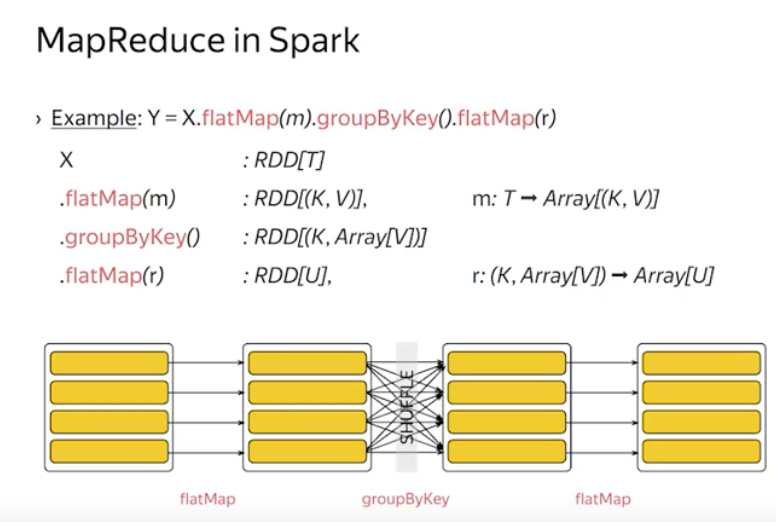 MapReduce in Spark
› Example: Y = X.flatMap(m).groupByKey().flatMap(r)
X : RDD[T]
.flatMap(m) : RDD[(K, V)], m: T → Array[(K, V)]
.groupByKey() : RDD[(K, Array[V])]
.flatMap(r) : RDD[U], r: (K, Array[V]) → Array[U]
SHUFFLE
flatMap groupByKey flatMap